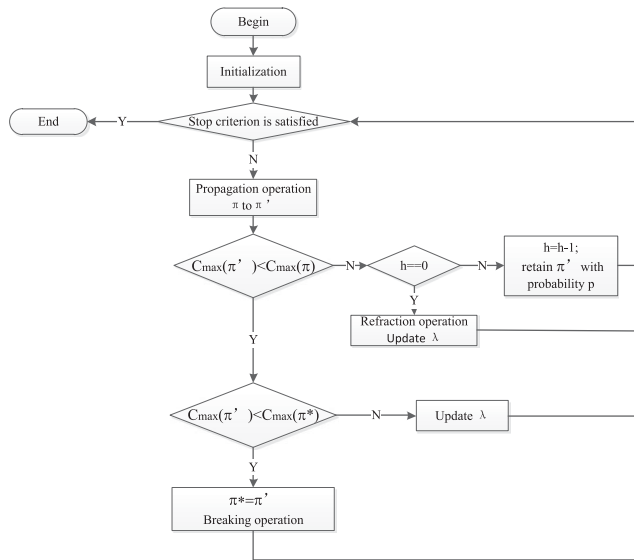 Begin
Initialization
Stop criterion is satisfied
Y
End
N
Propagation operation
π to π’
Cmax(π’)<Cmax(π)
N
h==0
N
h=h-1;
retain π’ with
probability p
Y
Refraction operation
Update λ
Y
Cmax(π’)<Cmax(π*)
N
Update λ
Y
π*=π’
Breaking operation